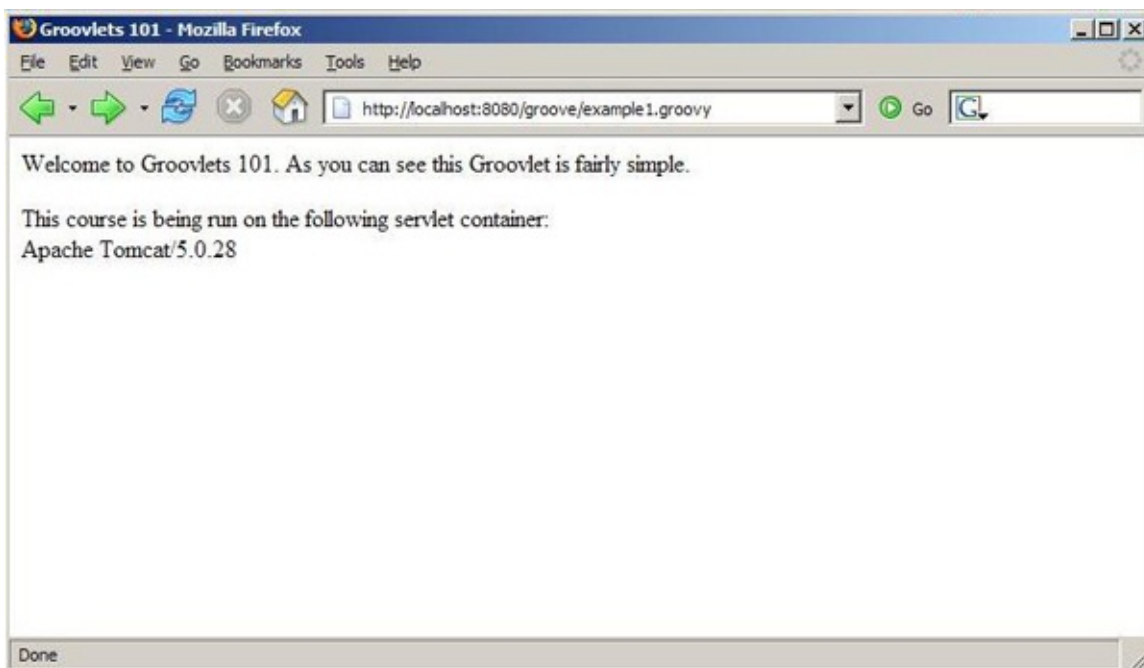 Groovlets 101 - Mozilla Firefox
File Edit View Go Bookmarks Tools Help
http://localhost:8080/groove/example1.groovy Go G
Welcome to Groovlets 101. As you can see this Groovlet is fairly simple.
This course is being run on the following servlet container:
Apache Tomcat/5.0.28
Done